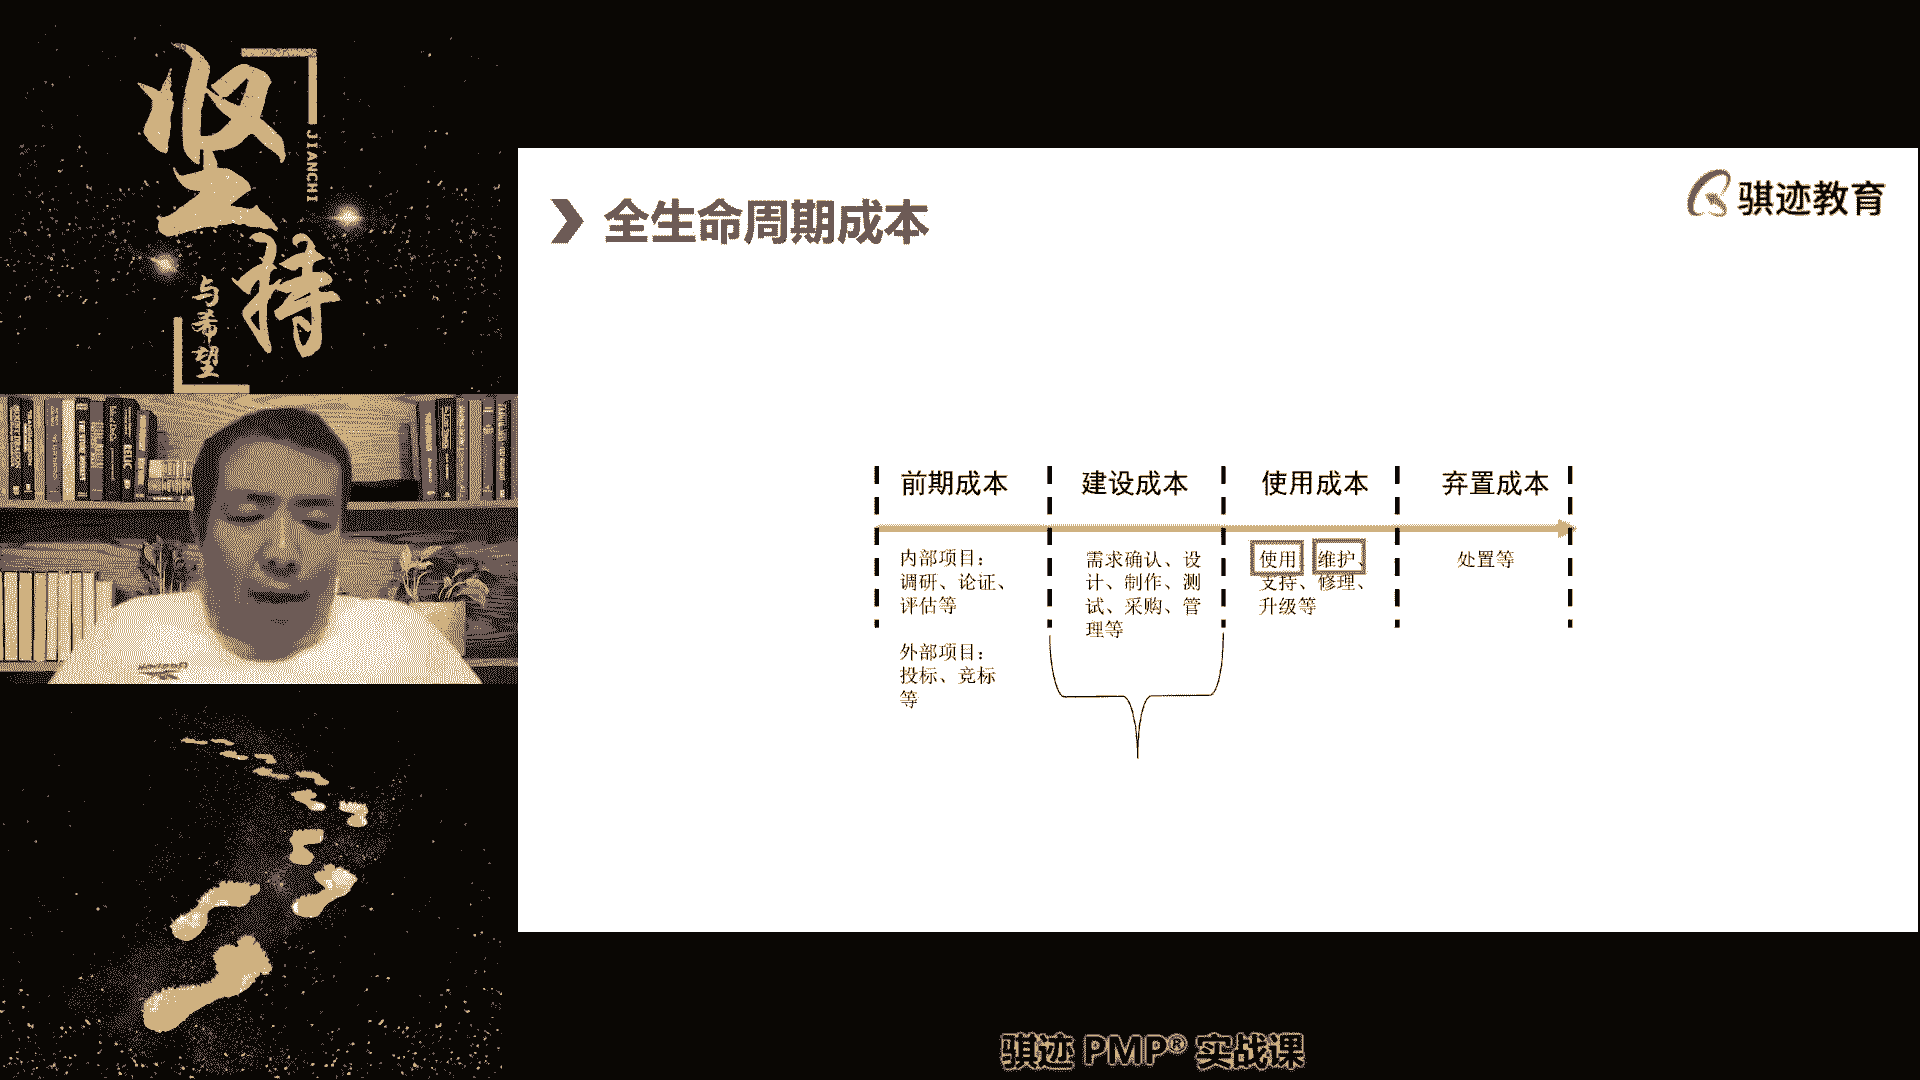 坚持
JIANCHI
与希望
全生命周期成本
骐迹教育
前期成本
建设成本
使用成本
弃置成本
内部项目：
调研、论证、
评估等
外部项目：
投标、竞标
等
需求确认、设
计、制作、测
试、采购、管
理等
使用、维护、
支持、修理、
升级等
处置等
骐迹 PMP® 实战课